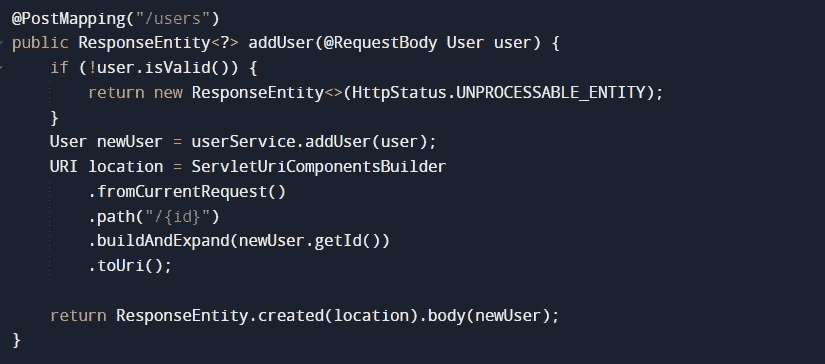 @PostMapping("/users")
public ResponseEntity<?> addUser(@RequestBody User user) {
    if (!user.isValid()) {
        return new ResponseEntity<>(HttpStatus.UNPROCESSABLE_ENTITY);
    }
    User newUser = userService.addUser(user);
    URI location = ServletUriComponentsBuilder
        .fromCurrentRequest()
        .path("/{id}")
        .buildAndExpand(newUser.getId())
        .toUri();

    return ResponseEntity.created(location).body(newUser);
}